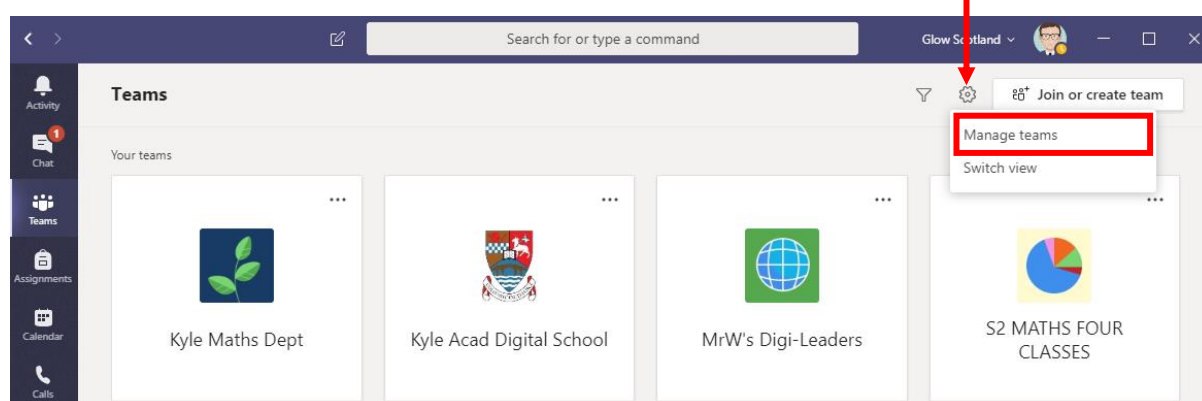 Search for or type a command
Glow Scotland
Activity
Teams
Join or create team
Manage teams
Switch view
1
Chat
Your teams
Teams
Assignments
Calendar
Calls
Kyle Maths Dept
Kyle Acad Digital School
MrW's Digi-Leaders
S2 MATHS FOUR
CLASSES